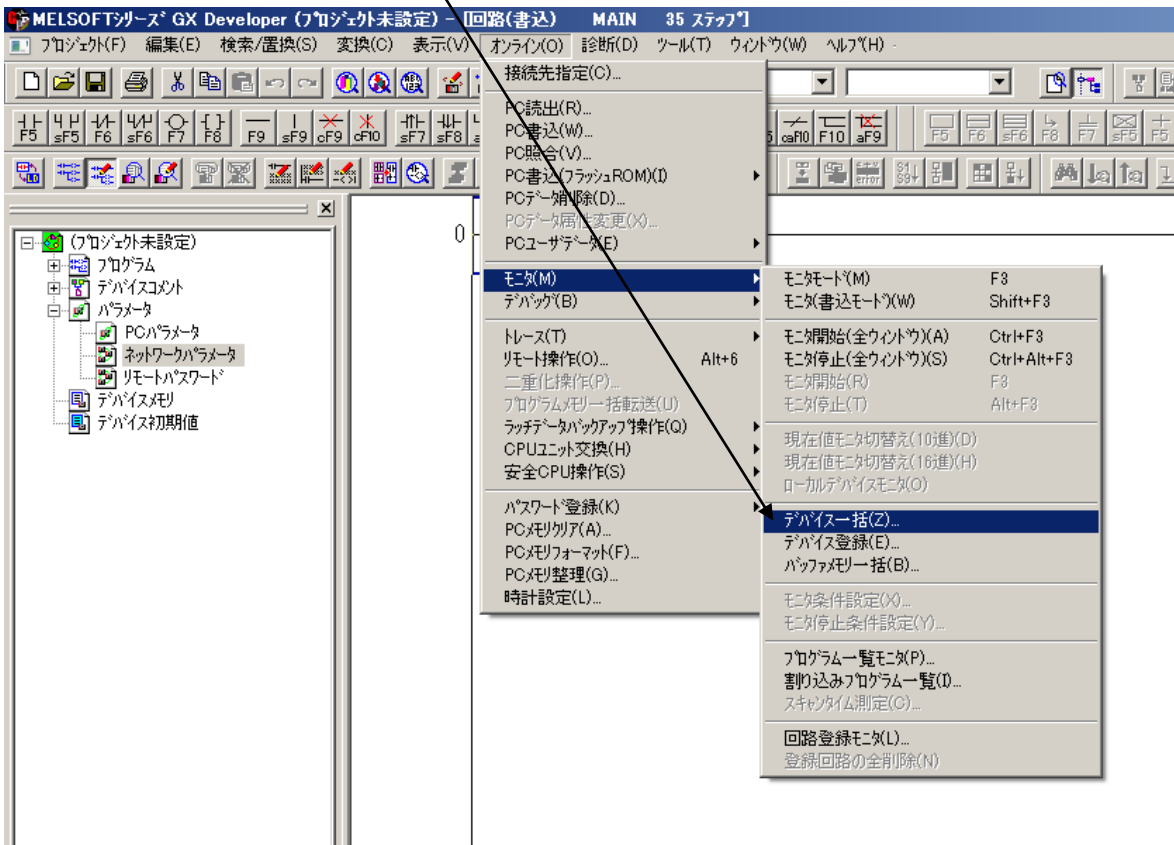 MELSOFTｼﾘｰｽﾞ GX Developer (ﾌﾟﾛｼﾞｪｸﾄ未設定) - [回路(書込) MAIN 35 ｽﾃｯﾌﾟ]
ﾌﾟﾛｼﾞｪｸﾄ(F) 編集(E) 検索/置換(S) 変換(C) 表示(V) ｵﾝﾗｲﾝ(O) 診断(D) ﾂｰﾙ(T) ｳｨﾝﾄﾞｳ(W) ﾍﾙﾌﾟ(H)
F5 sF5 F6 sF6 F7 F8 F9 sF9 cF9 cF10 sF7 sF8 caF10 F10 aF9 F5 F6 sF6 F8 F7 sF5 F5
0
(ﾌﾟﾛｼﾞｪｸﾄ未設定)
ﾌﾟﾛｸﾞﾗﾑ
ﾃﾞﾊﾞｲｽｺﾒﾝﾄ
ﾊﾟﾗﾒｰﾀ
PCﾊﾟﾗﾒｰﾀ
ﾈｯﾄﾜｰｸﾊﾟﾗﾒｰﾀ
ﾘﾓｰﾄﾊﾟｽﾜｰﾄﾞ
ﾃﾞﾊﾞｲｽﾒﾓﾘ
ﾃﾞﾊﾞｲｽ初期値
接続先指定(C)...
PC読出(R)...
PC書込(W)...
PC照合(V)...
PC書込(ﾌﾗｯｼｭROM)(I)
PCﾃﾞｰﾀ削除(D)...
PCﾃﾞｰﾀ属性変更(X)...
PCﾕｰｻﾞﾃﾞｰﾀ(E)
ﾓﾆﾀ(M)
ﾃﾞﾊﾞｯｸﾞ(B)
ﾄﾚｰｽ(T)
ﾘﾓｰﾄ操作(O)... Alt+6
二重化操作(P)...
ﾌﾟﾛｸﾞﾗﾑﾒﾓﾘ一括転送(U)
ﾗｯﾁﾃﾞｰﾀﾊﾞｯｸｱｯﾌﾟ操作(Q)
CPUﾕﾆｯﾄ交換(H)
安全CPU操作(S)
ﾊﾟｽﾜｰﾄﾞ登録(K)
PCﾒﾓﾘｸﾘｱ(A)...
PCﾒﾓﾘﾌｫｰﾏｯﾄ(F)...
PCﾒﾓﾘ整理(G)...
時計設定(L)...
ﾓﾆﾀﾓｰﾄﾞ(M) F3
ﾓﾆﾀ(書込ﾓｰﾄﾞ)(W) Shift+F3
ﾓﾆﾀ開始(全ｳｨﾝﾄﾞｳ)(A) Ctrl+F3
ﾓﾆﾀ停止(全ｳｨﾝﾄﾞｳ)(S) Ctrl+Alt+F3
ﾓﾆﾀ開始(R) F3
ﾓﾆﾀ停止(T) Alt+F3
現在値ﾓﾆﾀ切替え(10進)(D)
現在値ﾓﾆﾀ切替え(16進)(H)
ﾛｰｶﾙﾃﾞﾊﾞｲｽﾓﾆﾀ(O)
ﾃﾞﾊﾞｲｽ一括(Z)...
ﾃﾞﾊﾞｲｽ登録(E)...
ﾊﾞｯﾌｧﾒﾓﾘ一括(B)...
ﾓﾆﾀ条件設定(X)...
ﾓﾆﾀ停止条件設定(Y)...
ﾌﾟﾛｸﾞﾗﾑ一覧ﾓﾆﾀ(P)...
割り込みﾌﾟﾛｸﾞﾗﾑ一覧(I)...
ｽｷｬﾝﾀｲﾑ測定(C)...
回路登録ﾓﾆﾀ(L)...
登録回路の全削除(N)